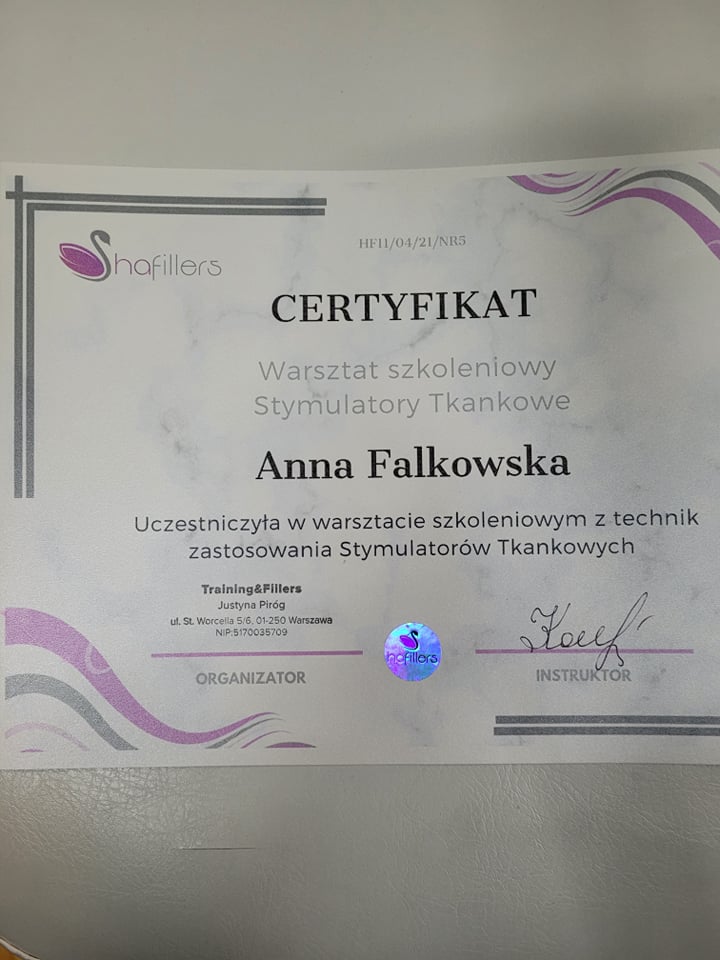 Shafillers
HF11/04/21/NR5
CERTYFIKAT
Warsztat szkoleniowy
Stymulatory Tkankowe
Anna Falkowska
Uczestniczyła w warsztacie szkoleniowym z technik
zastosowania Stymulatorów Tkankowych
Training&Fillers
Justyna Piróg
ul. St. Worcella 5/6, 01-250 Warszawa
NIP:5170035709
ORGANIZATOR
hafillers
INSTRUKTOR